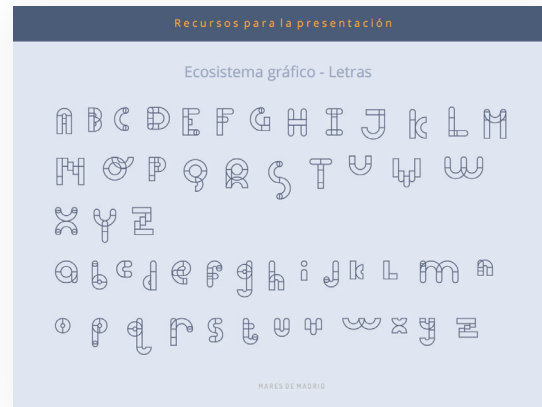 Recursos para la presentación
Ecosistema gráfico - Letras
A B C D E F G H I J K L M
N O P Q R S T U V W
X Y Z
a b c d e f g h i j k L m n
o p q r s t u v w x y z
MARES DE MADRID